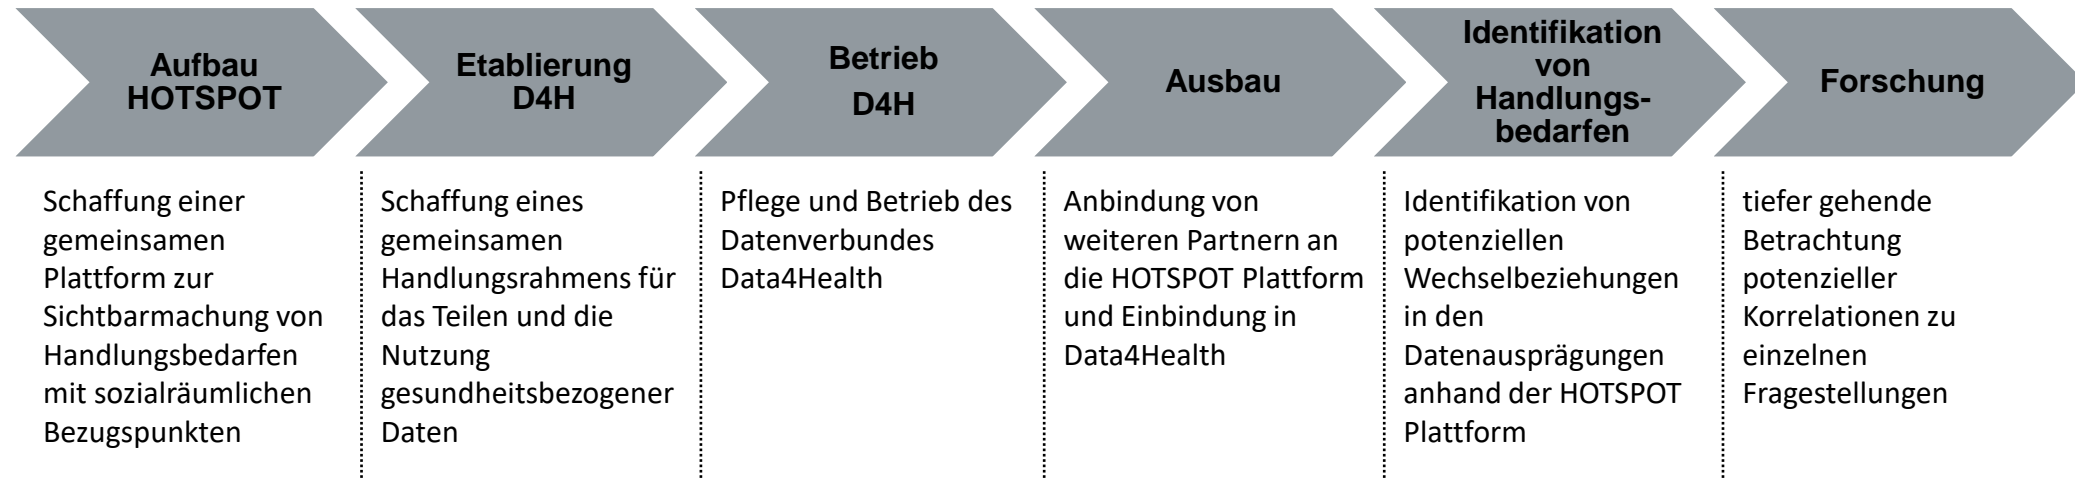 Aufbau
HOTSPOT
Etablierung
D4H
Betrieb
D4H
Ausbau
Identifikation
von
Handlungs-
bedarfen
Forschung
Schaffung einer
gemeinsamen
Plattform zur
Sichtbarmachung von
Handlungsbedarfen
mit sozialräumlichen
Bezugspunkten
Schaffung eines
gemeinsamen
Handlungsrahmens für
das Teilen und die
Nutzung
gesundheitsbezogener
Daten
Pflege und Betrieb des
Datenverbundes
Data4Health
Anbindung von
weiteren Partnern an
die HOTSPOT Plattform
und Einbindung in
Data4Health
Identifikation von
potenziellen
Wechselbeziehungen
in den
Datenausprägungen
anhand der HOTSPOT
Plattform
tiefer gehende
Betrachtung
potenzieller
Korrelationen zu
einzelnen
Fragestellungen